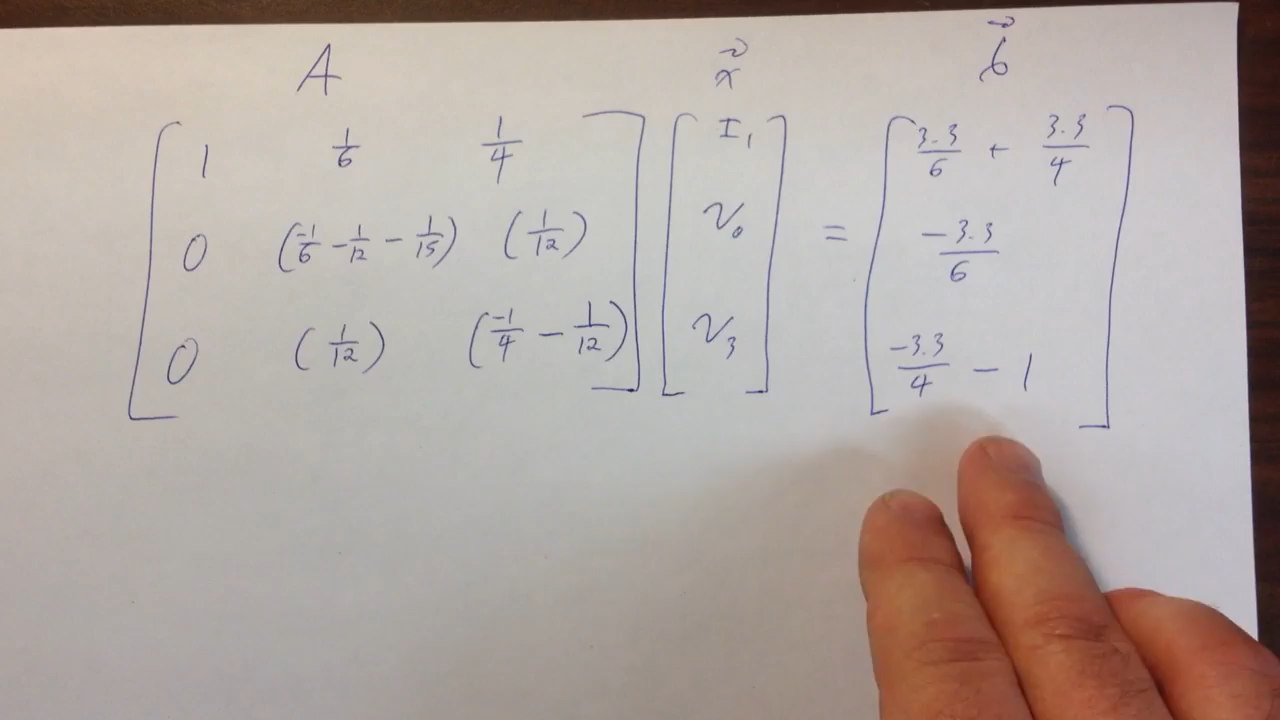 A x⃗ b⃗
[ 1 1/6 1/4 ] [ I₁ ] = [ 3.3/6 + 3.3/4 ]
[ 0 (-1/6 - 1/12 - 1/15) (1/12) ] [ V₀ ] [ -3.3/6 ]
[ 0 (1/12) (-1/4 - 1/12) ] [ V₃ ] [ -3.3/4 - 1 ]